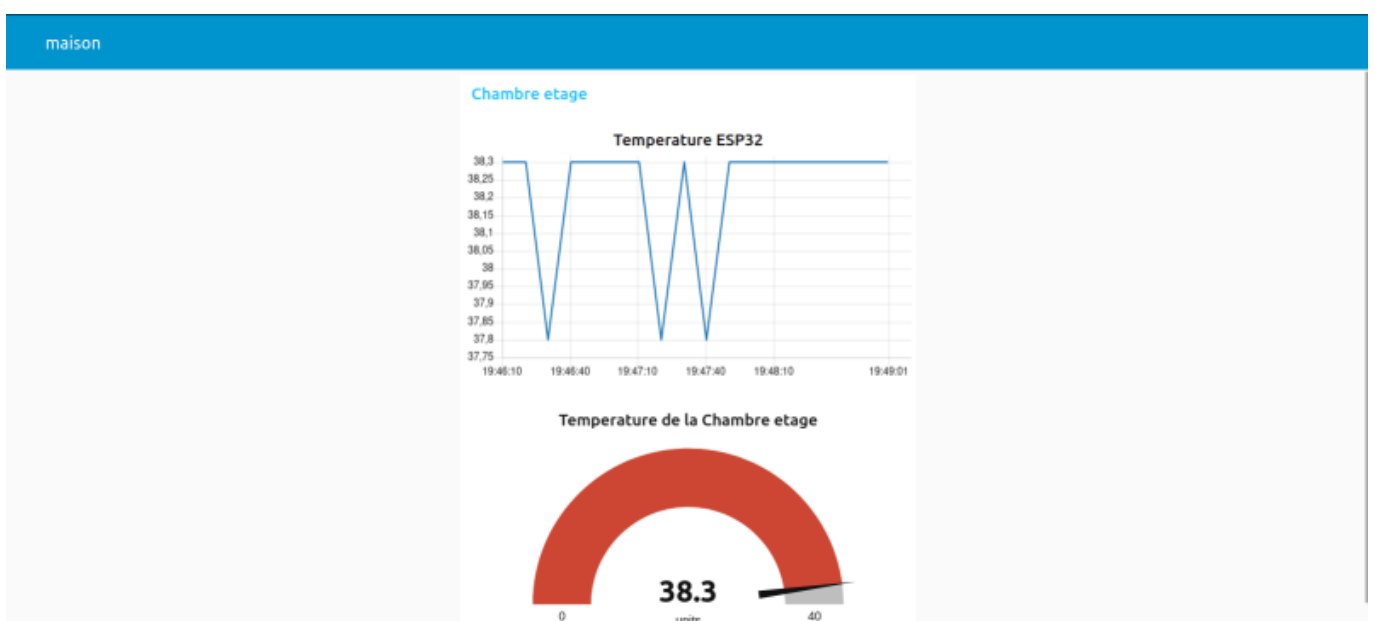 maison
Chambre etage
Temperature ESP32
38,3
38,25
38,2
38,15
38,1
38,05
38
37,95
37,9
37,85
37,8
37,75
19:46:10 19:46:40 19:47:10 19:47:40 19:48:10 19:49:01
Temperature de la Chambre etage
38.3
0 units 40